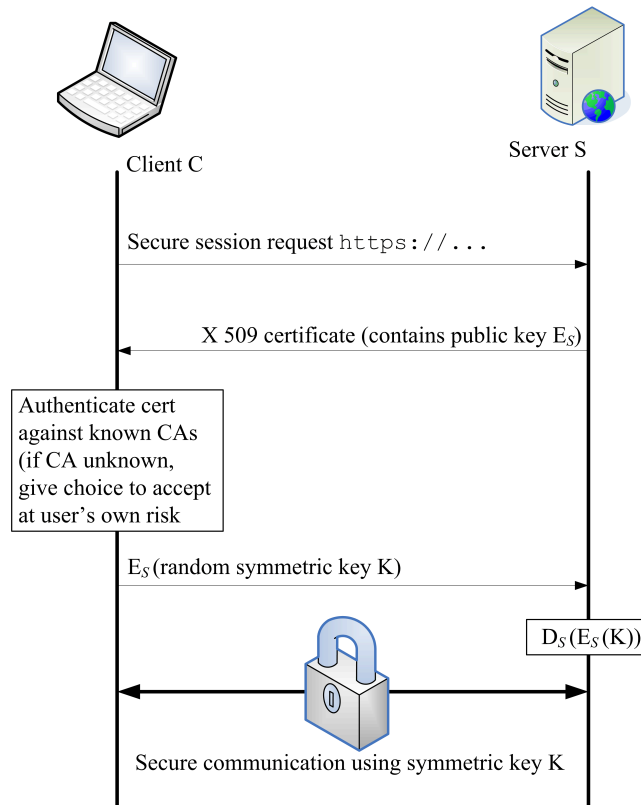 Client C
Server S
Secure session request https://...
X 509 certificate (contains public key E_S)
Authenticate cert
against known CAs
(if CA unknown,
give choice to accept
at user's own risk
E_S (random symmetric key K)
D_S (E_S (K))
Secure communication using symmetric key K